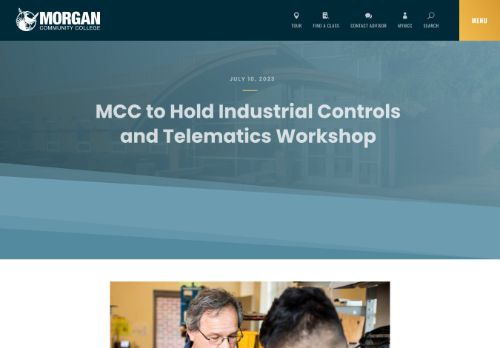 MORGAN
COMMUNITY COLLEGE
TOUR
FIND A CLASS
CONTACT ADVISOR
MYMCC
SEARCH
MENU
JULY 10, 2023
MCC to Hold Industrial Controls
and Telematics Workshop